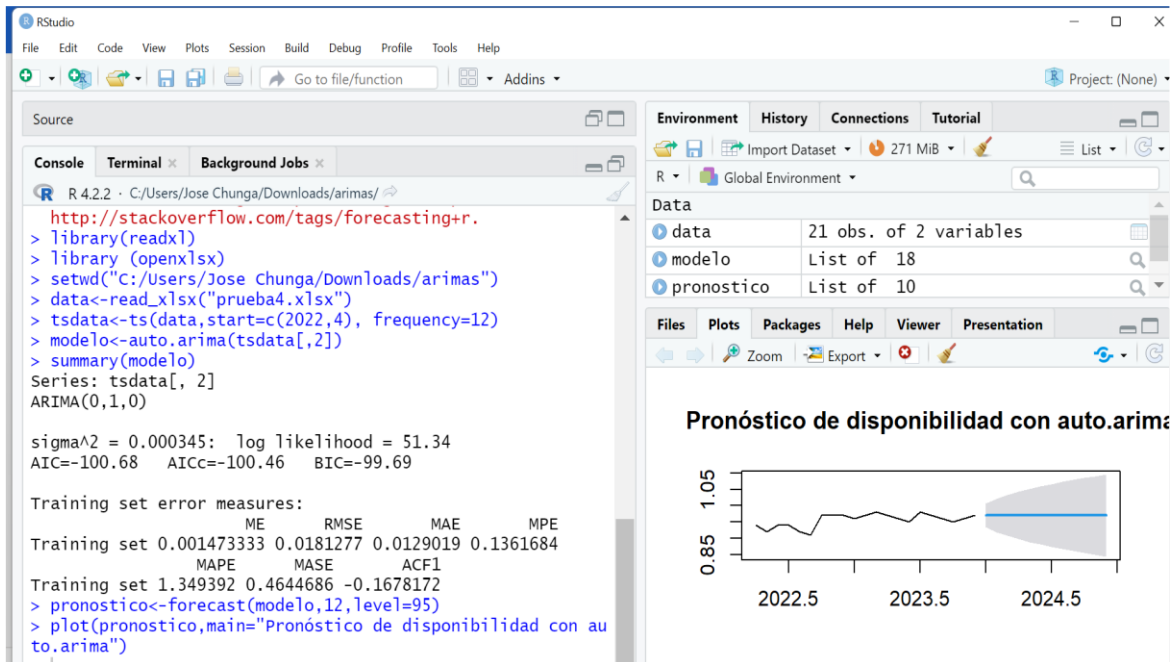 RStudio
File Edit Code View Plots Session Build Debug Profile Tools Help
Go to file/function Addins Project: (None)
Source
Console Terminal Background Jobs
R 4.2.2 · C:/Users/Jose Chunga/Downloads/arimas/
http://stackoverflow.com/tags/forecasting+r.
> library(readxl)
> library (openxlsx)
> setwd("C:/Users/Jose Chunga/Downloads/arimas")
> data<-read_xlsx("prueba4.xlsx")
> tsdata<-ts(data,start=c(2022,4), frequency=12)
> modelo<-auto.arima(tsdata[,2])
> summary(modelo)
Series: tsdata[, 2]
ARIMA(0,1,0)
sigma^2 = 0.000345: log likelihood = 51.34
AIC=-100.68 AICc=-100.46 BIC=-99.69
Training set error measures:
ME RMSE MAE MPE
Training set 0.001473333 0.0181277 0.0129019 0.1361684
MAPE MASE ACF1
Training set 1.349392 0.4644686 -0.1678172
> pronostico<-forecast(modelo,12,level=95)
> plot(pronostico,main="Pronóstico de disponibilidad con au
to.arima")
Environment History Connections Tutorial
Import Dataset 271 MiB List
R Global Environment
Data
data 21 obs. of 2 variables
modelo List of 18
pronostico List of 10
Files Plots Packages Help Viewer Presentation
Zoom Export
Pronóstico de disponibilidad con auto.arima
1.05
0.85
2022.5 2023.5 2024.5